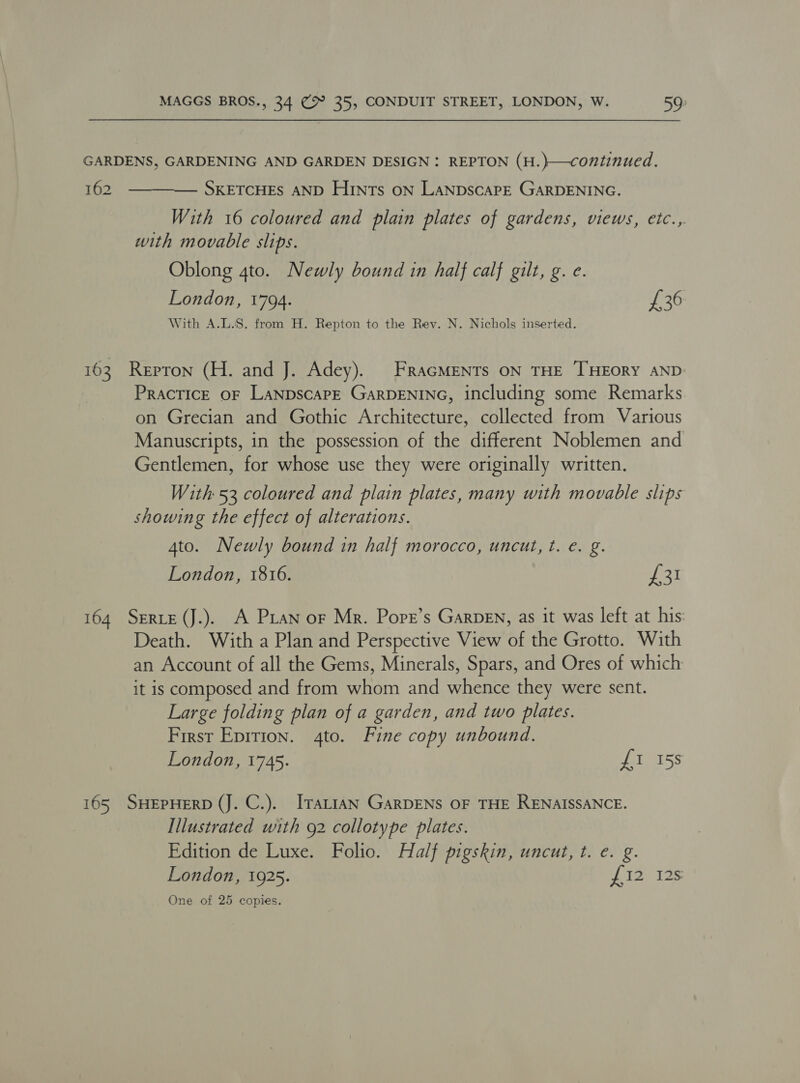 MAGGS BROS., 34 & 35, CONDUIT STREET, LONDON, W. 59
GARDENS, GARDENING AND GARDEN DESIGN: REPTON (H.)—continued.
162 ———— SKETCHES AND HINTS ON LANDSCAPE GARDENING.
With 16 coloured and plain plates of gardens, views, etc.,
with movable slips.
Oblong 4to. Newly bound in half calf gilt, g. e.
London, 1794. £36
With A.L.S. from H. Repton to the Rev. N. Nichols inserted.
163 REPTON (H. and J. Adey). FRAGMENTS ON THE THEORY AND
PRACTICE OF LANDSCAPE GARDENING, including some Remarks
on Grecian and Gothic Architecture, collected from Various
Manuscripts, in the possession of the different Noblemen and
Gentlemen, for whose use they were originally written.
With 53 coloured and plain plates, many with movable slips
showing the effect of alterations.
4to. Newly bound in half morocco, uncut, t. e. g.
London, 1816. £31
164 SERLE (J.). A PLAN OF MR. POPE'S GARDEN, as it was left at his
Death. With a Plan and Perspective View of the Grotto. With
an Account of all the Gems, Minerals, Spars, and Ores of which
it is composed and from whom and whence they were sent.
Large folding plan of a garden, and two plates.
FIRST EDITION. 4to. Fine copy unbound.
London, 1745. £1 15s
165 SHEPHERD (J. C.). ITALIAN GARDENS OF THE RENAISSANCE.
Illustrated with 92 collotype plates.
Edition de Luxe. Folio. Half pigskin, uncut, t. e. g.
London, 1925. £12 12s
One of 25 copies.